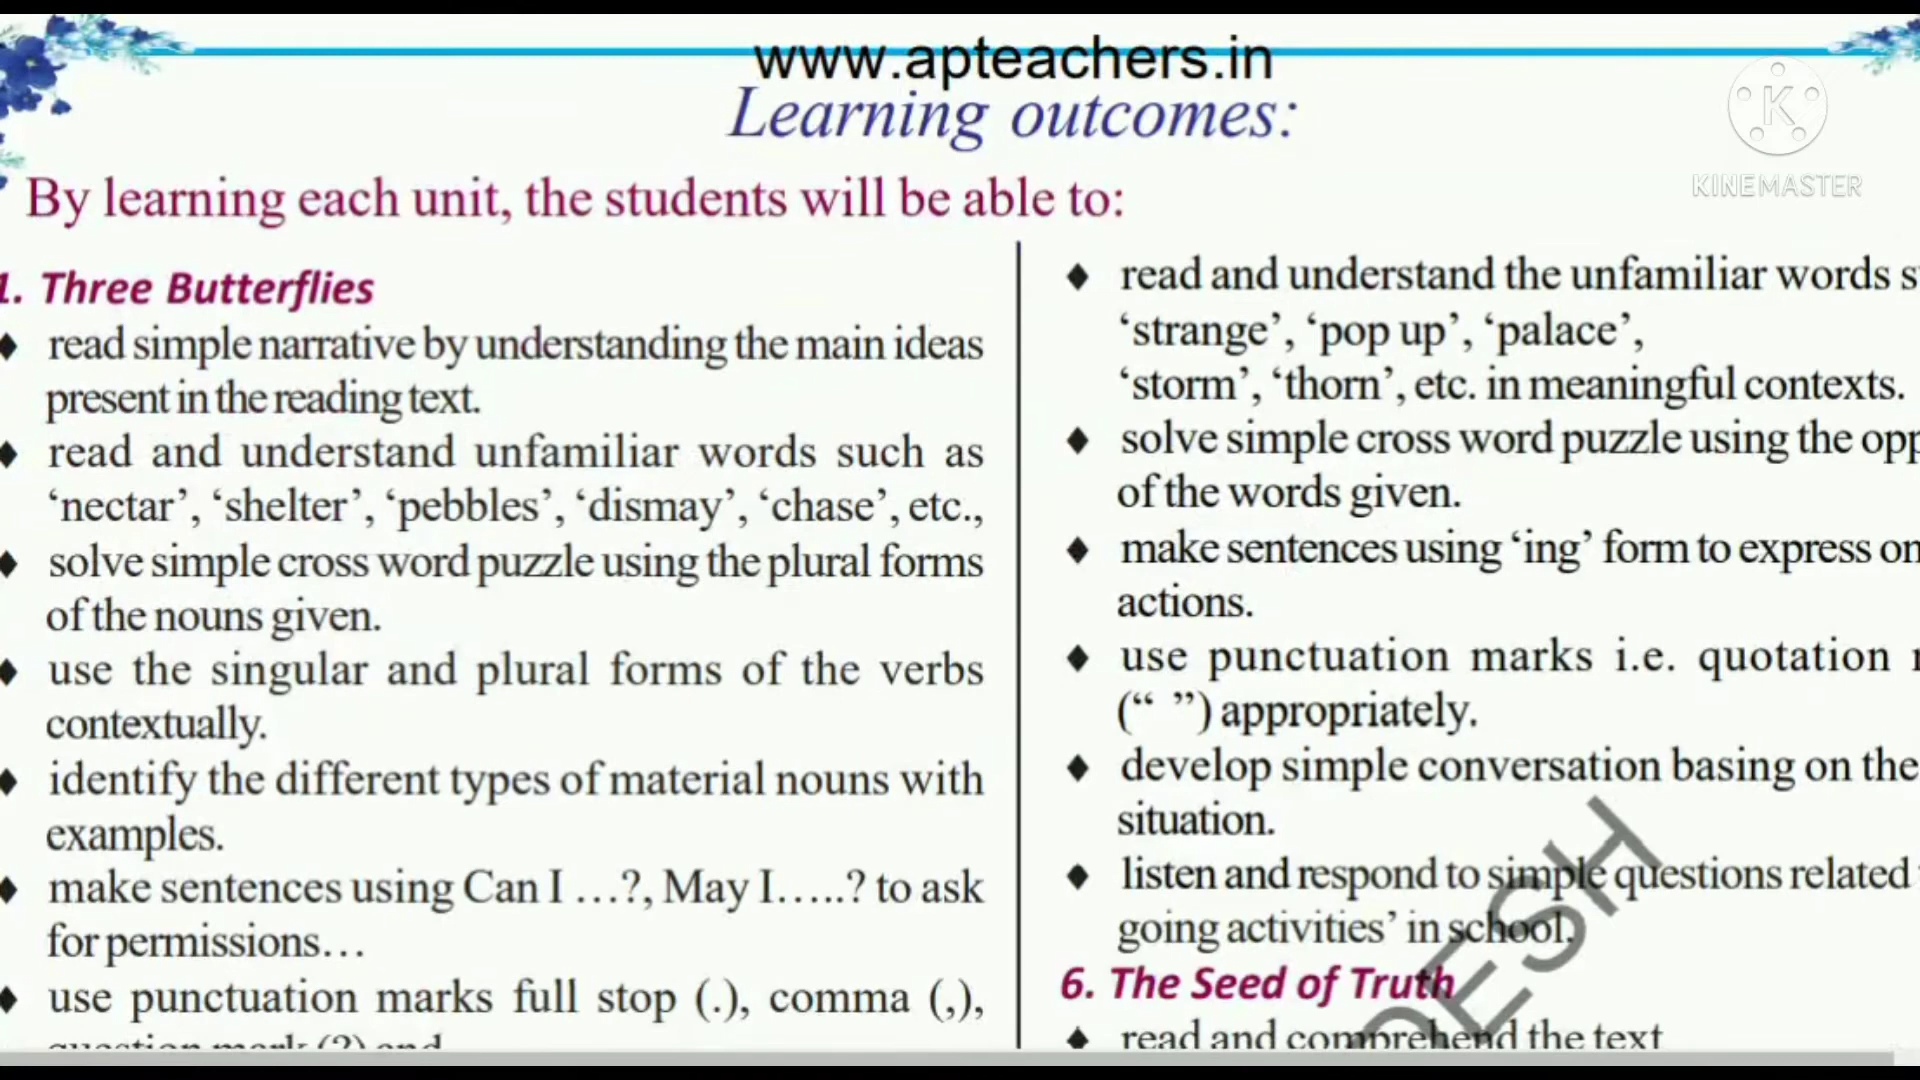 www.apteachers.in
Learning outcomes:
K
KINEMASTER
By learning each unit, the students will be able to:
1. Three Butterflies
♦ read simple narrative by understanding the main ideas
present in the reading text.
♦ read and understand unfamiliar words such as
‘nectar’, ‘shelter’, ‘pebbles’, ‘dismay’, ‘chase’, etc.,
♦ solve simple cross word puzzle using the plural forms
of the nouns given.
♦ use the singular and plural forms of the verbs
contextually.
♦ identify the different types of material nouns with
examples.
♦ make sentences using Can I …?, May I…..? to ask
for permissions…
♦ use punctuation marks full stop (.), comma (,),
question mark (?) and
♦ read and understand the unfamiliar words s
‘strange’, ‘pop up’, ‘palace’,
‘storm’, ‘thorn’, etc. in meaningful contexts.
♦ solve simple cross word puzzle using the opp
of the words given.
♦ make sentences using ‘ing’ form to express on
actions.
♦ use punctuation marks i.e. quotation
(“ ”) appropriately.
♦ develop simple conversation basing on the
situation.
♦ listen and respond to simple questions related
going activities’ in school.
6. The Seed of Truth
♦ read and comprehend the text
DESH